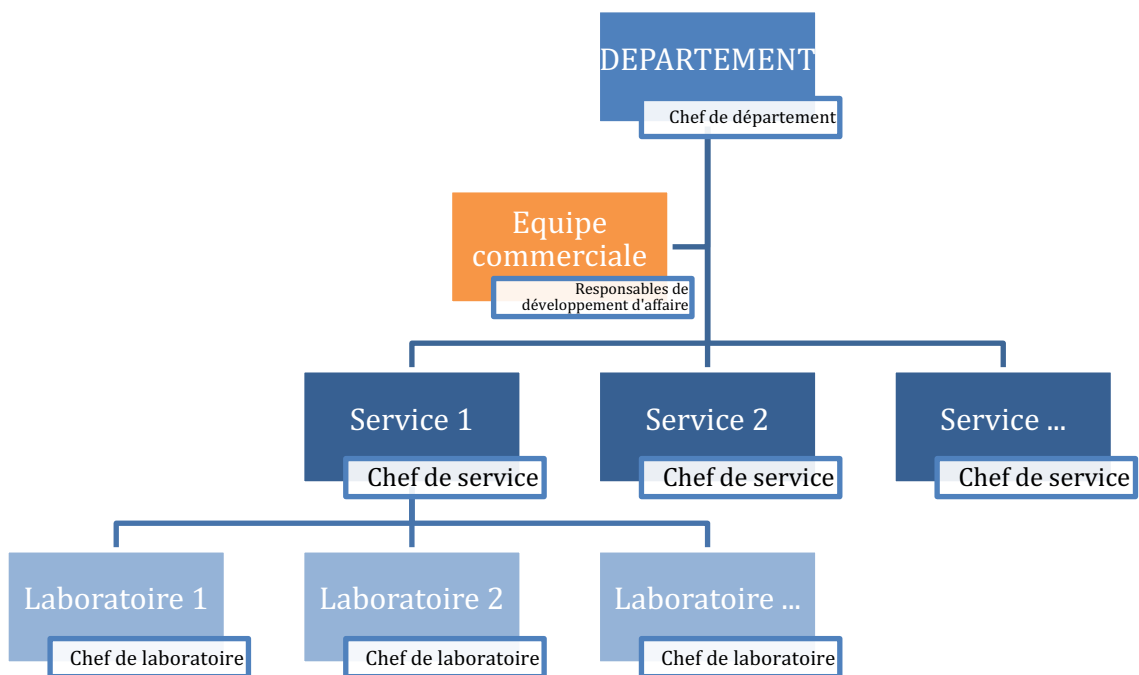 DEPARTEMENT
Chef de département
Equipe
commerciale
Responsables de
développement d'affaire
Service 1
Chef de service
Service 2
Chef de service
Service ...
Chef de service
Laboratoire 1
Chef de laboratoire
Laboratoire 2
Chef de laboratoire
Laboratoire ...
Chef de laboratoire